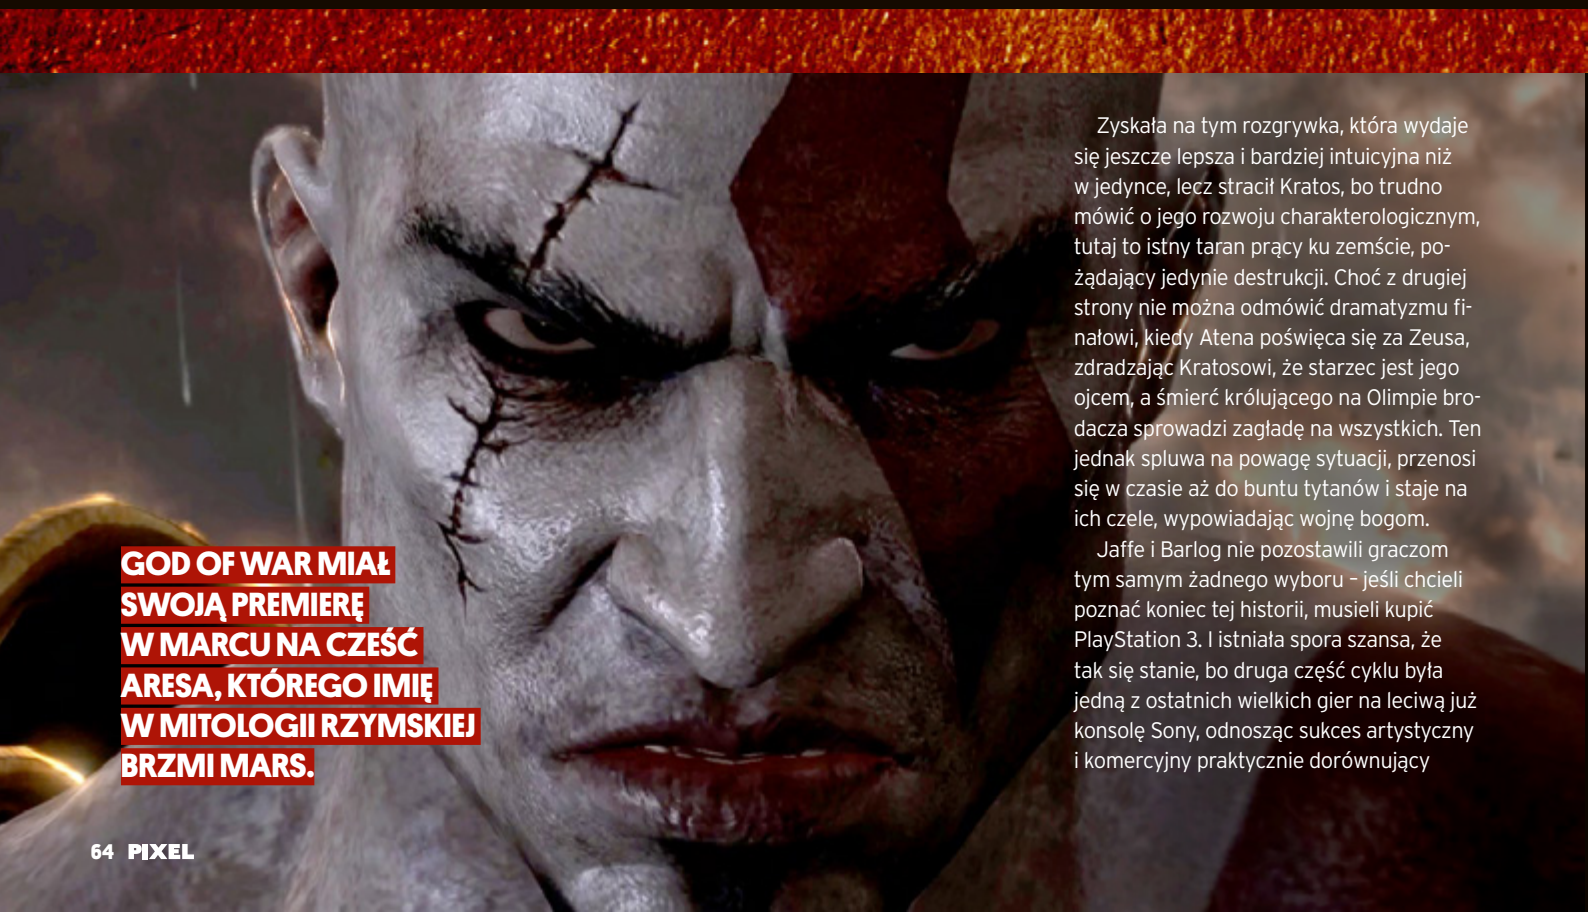 Zyskała na tym rozgrywka, która wydaje
się jeszcze lepsza i bardziej intuicyjna niż
w jedynce, lecz stracił Kratos, bo trudno
mówić o jego rozwoju charakterologicznym,
tutaj to istny taran prący ku zemście, po-
żądający jedynie destrukcji. Choć z drugiej
strony nie można odmówić dramatyzmu fi-
nałowi, kiedy Atena poświęca się za Zeusa,
zdradzając Kratosowi, że starzec jest jego
ojcem, a śmierć królującego na Olimpie bro-
dacza sprowadzi zagładę na wszystkich. Ten
jednak spluwa na powagę sytuacji, przenosi
się w czasie aż do buntu tytanów i staje na
ich czele, wypowiadając wojnę bogom.
Jaffe i Barlog nie pozostawili graczom
tym samym żadnego wyboru – jeśli chcieli
poznać koniec tej historii, musieli kupić
PlayStation 3. I istniała spora szansa, że
tak się stanie, bo druga część cyklu była
jedną z ostatnich wielkich gier na leciwą już
konsolę Sony, odnosząc sukces artystyczny
i komercyjny praktycznie dorównujący
GOD OF WAR MIAŁ
SWOJĄ PREMIERĘ
W MARCU NA CZEŚĆ
ARESA, KTÓREGO IMIĘ
W MITOLOGII RZYMSKIEJ
BRZMI MARS.
64 PIXEL